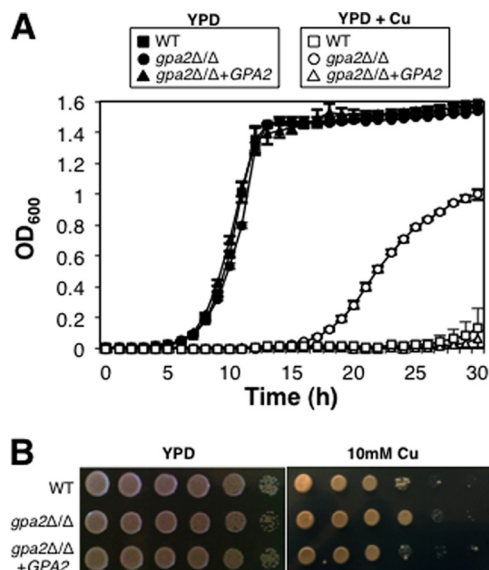 A
YPD
YPD + Cu
WT
gpa2Δ/Δ
gpa2Δ/Δ+GPA2
WT
gpa2Δ/Δ
gpa2Δ/Δ+GPA2
OD600
1.6
1.4
1.2
1
0.8
0.6
0.4
0.2
0
0 5 10 15 20 25 30
Time (h)
B
YPD
10mM Cu
WT
gpa2Δ/Δ
gpa2Δ/Δ
+GPA2